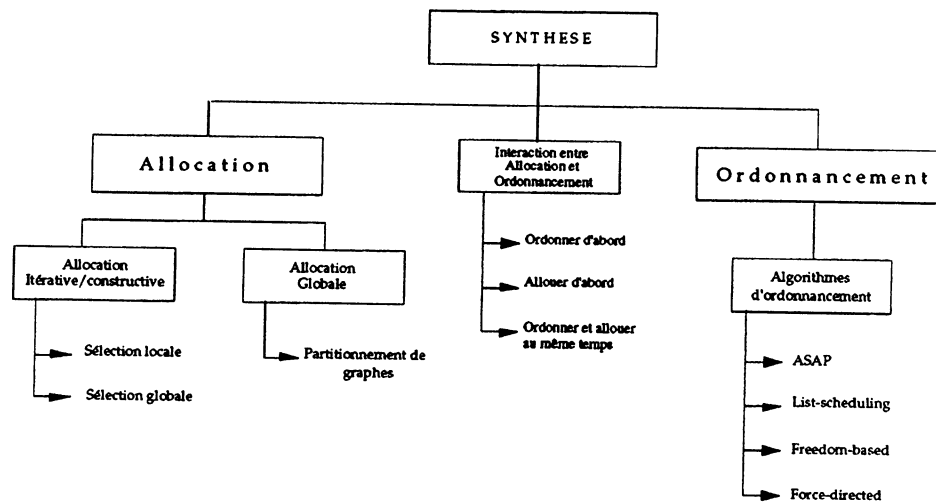 SYNTHESE
Allocation
Interaction entre
Allocation et
Ordonnancement
Ordonnancement
Allocation
Itérative/constructive
Allocation
Globale
Ordonner d'abord
Allouer d'abord
Ordonner et allouer
au même temps
Algorithmes
d'ordonnancement
Sélection locale
Sélection globale
Partitionnement de
graphes
ASAP
List-scheduling
Freedom-based
Force-directed